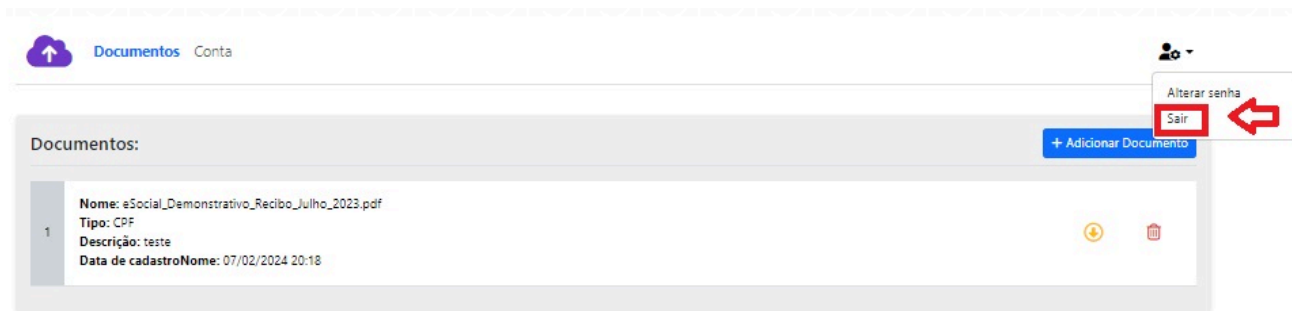 Documentos Conta
Alterar senha
Sair
Documentos:
+ Adicionar Documento
Nome: eSocial_Demonstrativo_Recibo_Julho_2023.pdf
1
Tipo: CPF
Descrição: teste
Data de cadastroNome: 07/02/2024 20:18